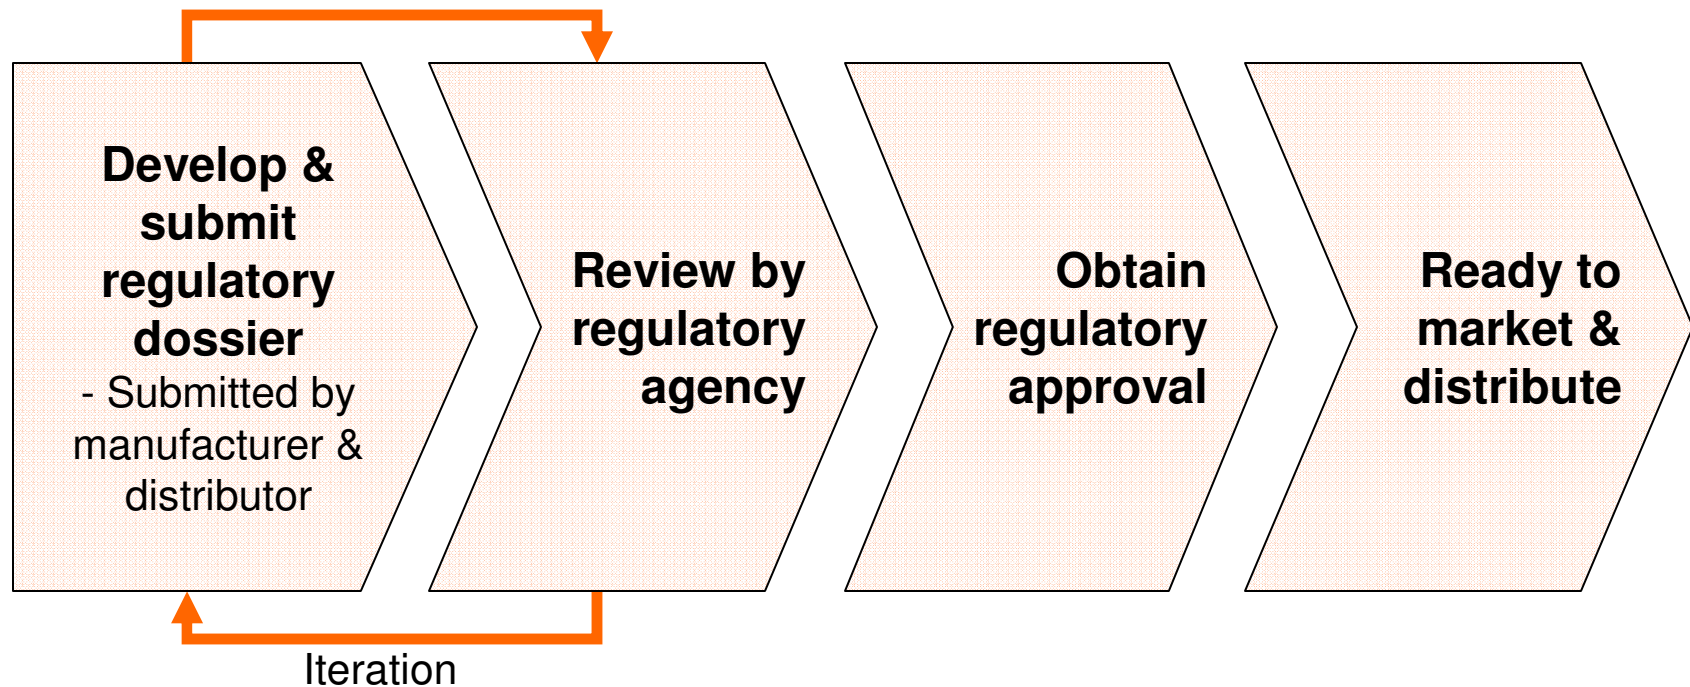 Develop &
submit
regulatory
dossier
- Submitted by
manufacturer &
distributor
Review by
regulatory
agency
Obtain
regulatory
approval
Ready to
market &
distribute
Iteration